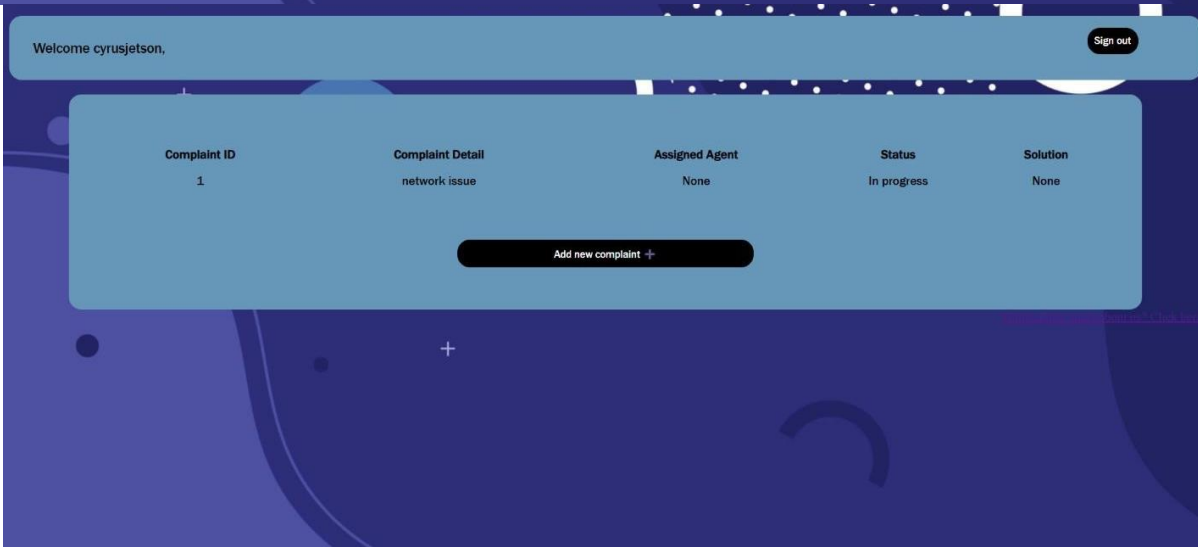 Welcome cyrusjetson,
Sign out
Complaint ID Complaint Detail Assigned Agent Status Solution
1 network issue None In progress None
Add new complaint +
Click